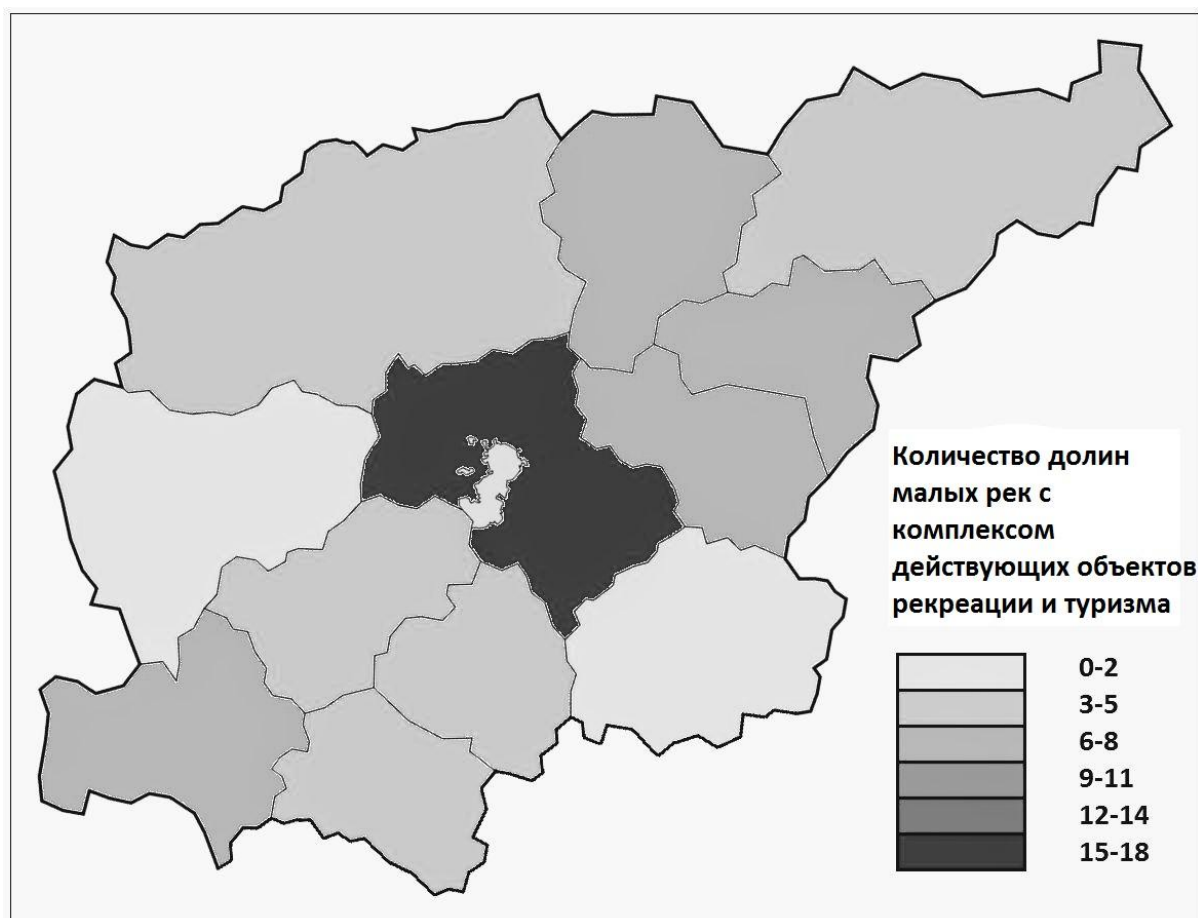 Количество долин
малых рек с
комплексом
действующих объектов
рекреации и туризма
0-2
3-5
6-8
9-11
12-14
15-18